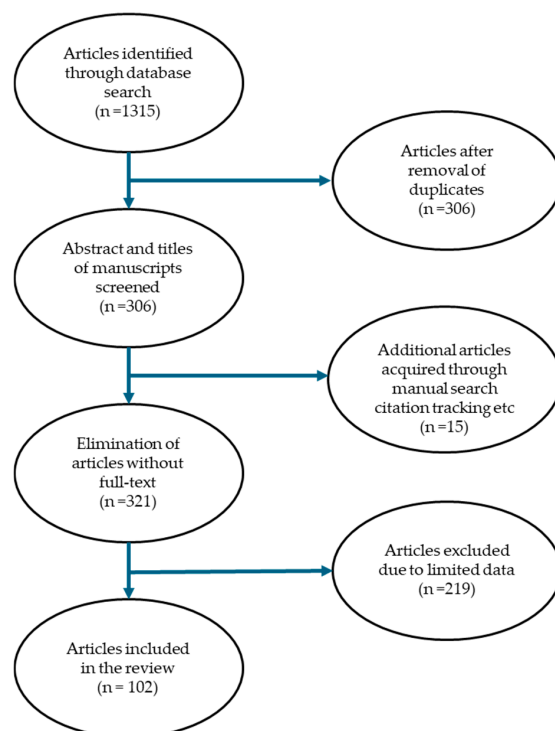 Articles identified
through database
search
(n =1315)
Articles after
removal of
duplicates
(n =306)
Abstract and titles
of manuscripts
screened
(n =306)
Additional articles
acquired through
manual search
citation tracking etc
(n =15)
Elimination of
articles without
full-text
(n =321)
Articles excluded
due to limited data
(n =219)
Articles included
in the review
(n = 102)